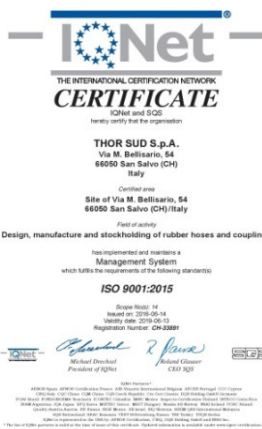 IQNet
®
THE INTERNATIONAL CERTIFICATION NETWORK
CERTIFICATE
IQNet and SQS
hereby certify that the organisation
THOR SUD S.p.A.
Via M. Bellisario, 54
66050 San Salvo (CH)
Italy
Certified area
Site of Via M. Bellisario, 54
66050 San Salvo (CH)/Italy
Field of activity
Design, manufacture and stockholding of rubber hoses and couplin
has implemented and maintains a
Management System
which fulfills the requirements of the following standard(s)
ISO 9001:2015
Scope No(s): 14
Issued on: 2016-06-14
Validity date: 2019-06-13
Registration Number: CH-33891
IQNet
SQS
Michael Drechsel
President of IQNet
Roland Glauser
CEO SQS